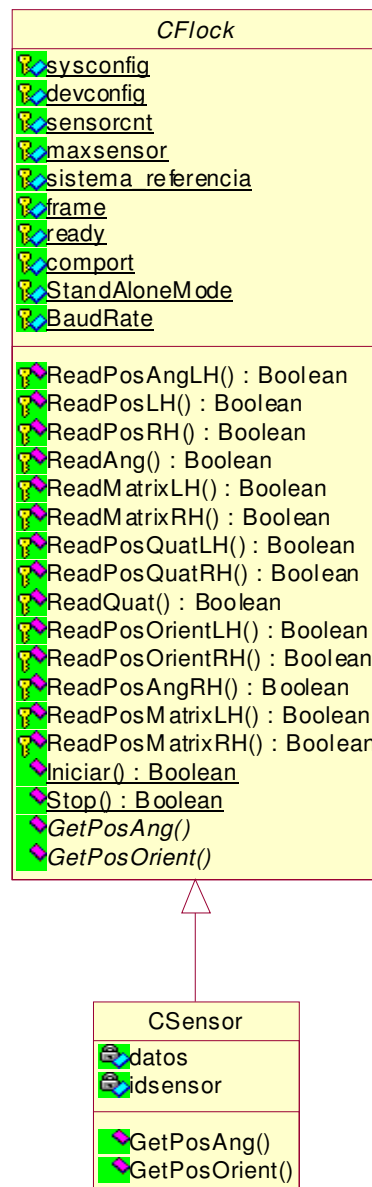 CFlock
sysconfig
devconfig
sensorcnt
maxsensor
sistema_referencia
frame
ready
comport
StandAloneMode
BaudRate
ReadPosAngLH() : Boolean
ReadPosLH() : Boolean
ReadPosRH() : Boolean
ReadAng() : Boolean
ReadMatrixLH() : Boolean
ReadMatrixRH() : Boolean
ReadPosQuatLH() : Boolean
ReadPosQuatRH() : Boolean
ReadQuat() : Boolean
ReadPosOrientLH() : Boolean
ReadPosOrientRH() : Boolean
ReadPosAngRH() : Boolean
ReadPosMatrixLH() : Boolean
ReadPosMatrixRH() : Boolean
Iniciar() : Boolean
Stop() : Boolean
GetPosAng()
GetPosOrient()
CSensor
datos
idsensor
GetPosAng()
GetPosOrient()